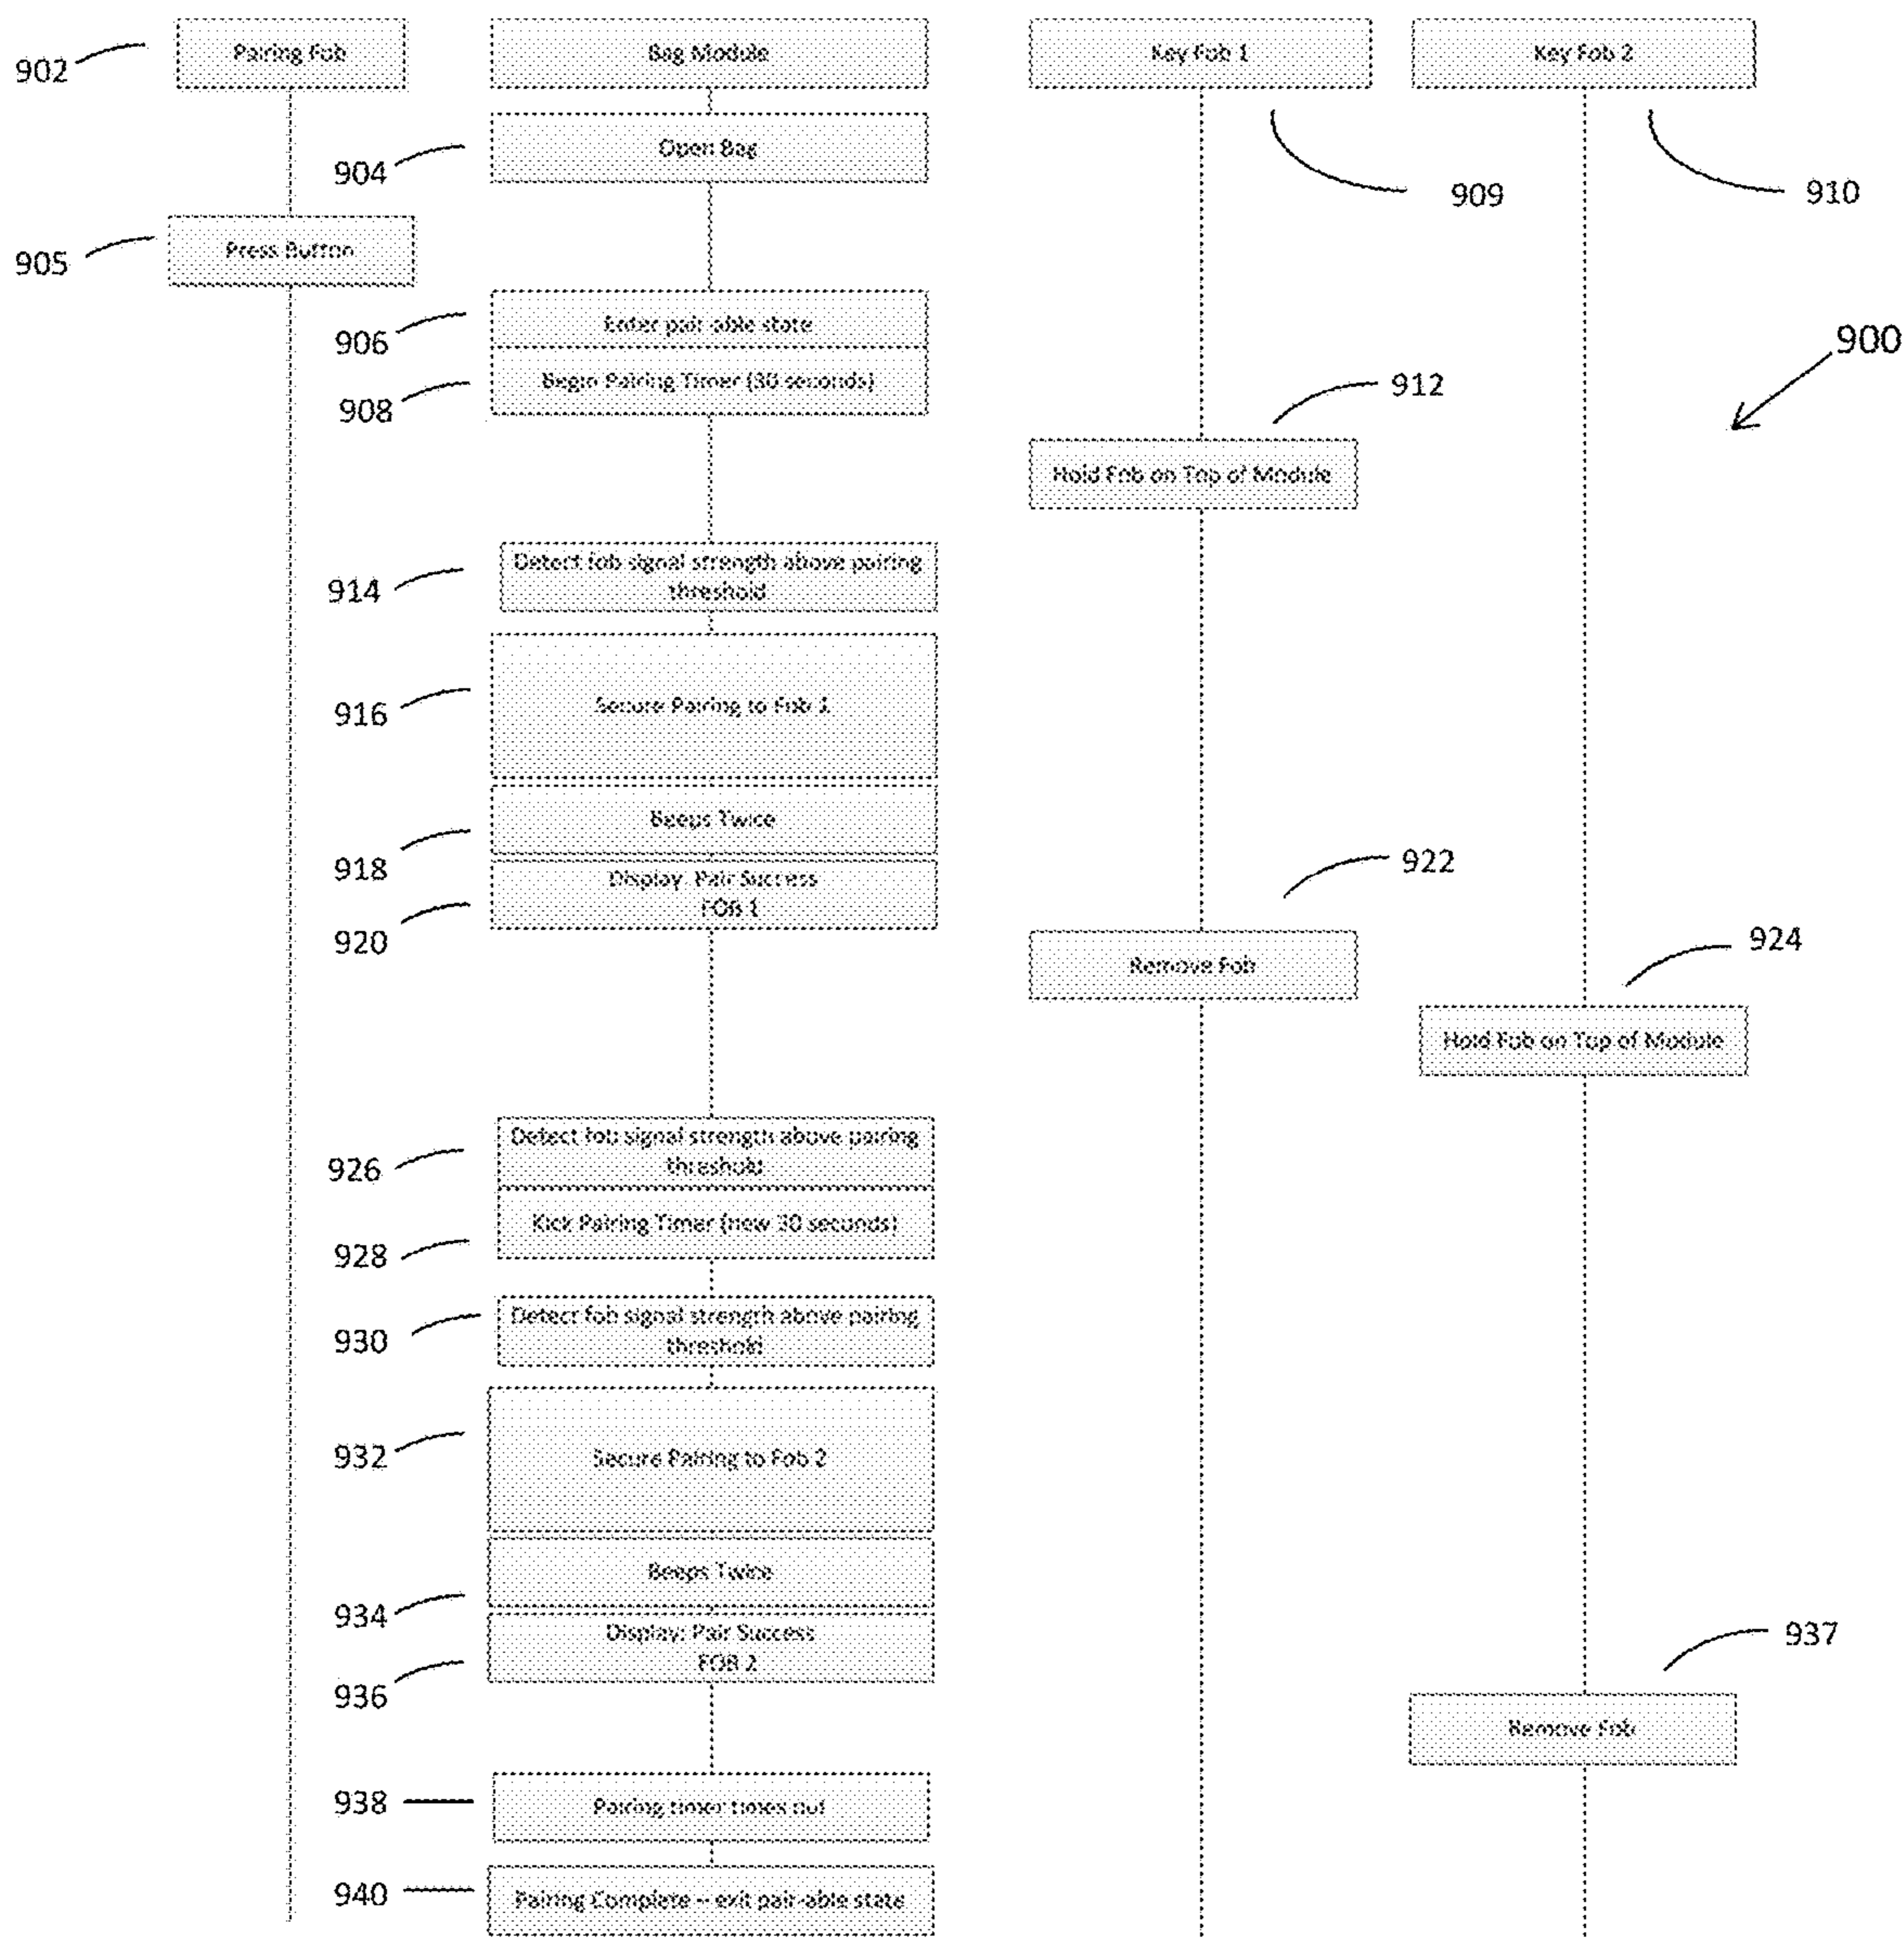 Pairing Fob
Bag Module
Key Fob 1
Key Fob 2
902
Open Bag
904
909
910
Press Button
905
Enter pair-able state
906
900
Begin Pairing Timer (30 seconds)
908
912
Hold Fob on Top of Module
Detect fob signal strength above pairing
threshold
914
Secure Pairing to Fob 1
916
Beeps Twice
918
922
Display: Pair Success
FOB 1
920
924
Remove Fob
Hold Fob on Top of Module
Detect fob signal strength above pairing
threshold
926
Kick Pairing Timer (new 30 seconds)
928
Detect fob signal strength above pairing
threshold
930
Secure Pairing to Fob 2
932
Beeps Twice
934
Display: Pair Success
FOB 2
936
937
Remove Fob
938
Pairing timer times out
940
Pairing Complete – exit pair-able state